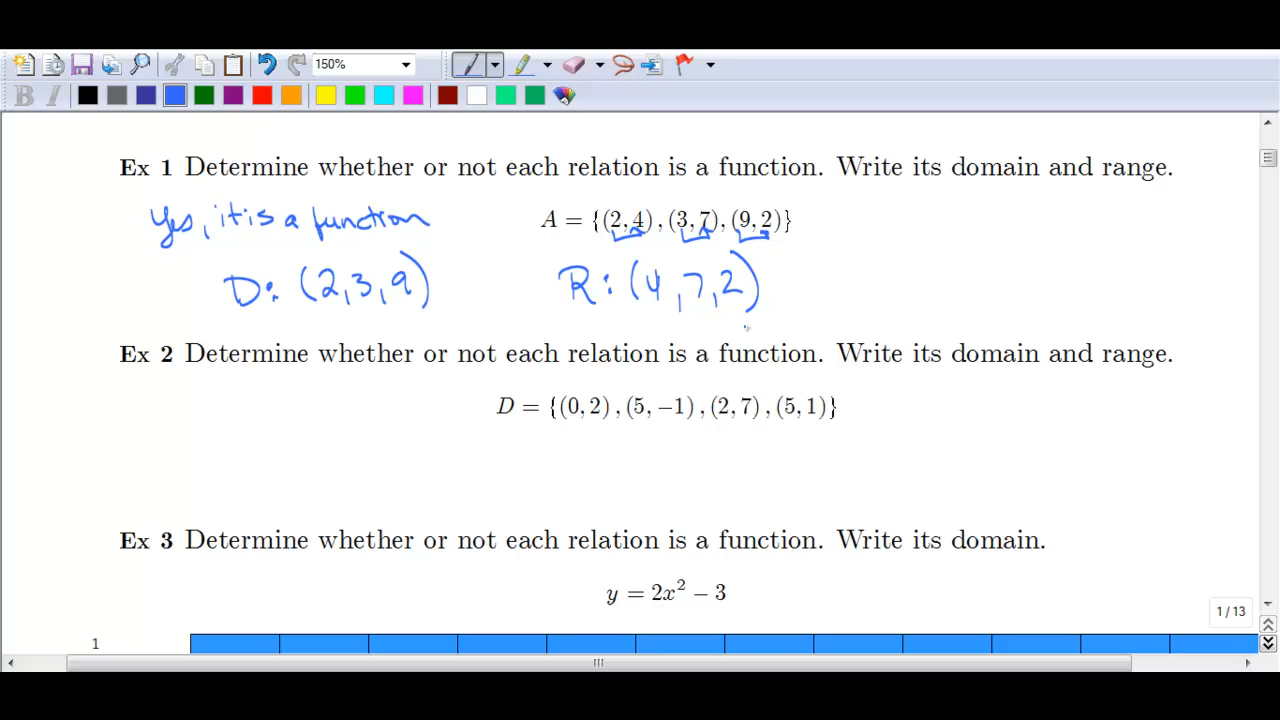 150%
B I
Ex 1 Determine whether or not each relation is a function. Write its domain and range.
Yes, it is a function A = {(2, 4), (3, 7), (9, 2)}
D: (2, 3, 9) R: (4, 7, 2)
Ex 2 Determine whether or not each relation is a function. Write its domain and range.
D = {(0, 2), (5, −1), (2, 7), (5, 1)}
Ex 3 Determine whether or not each relation is a function. Write its domain.
y = 2x² − 3
1 / 13
1